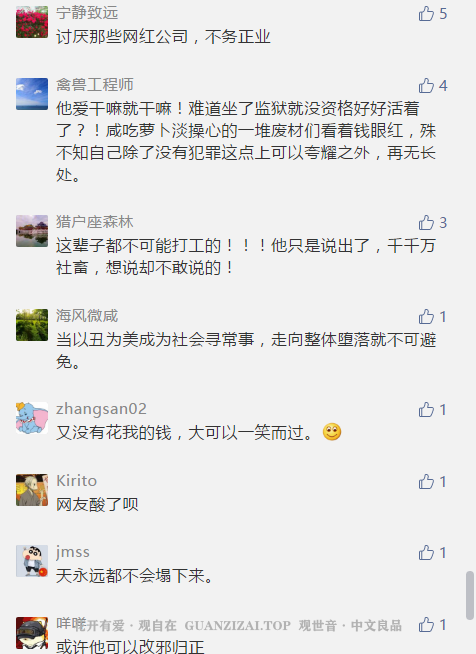 宁静致远
5
讨厌那些网红公司，不务正业
禽兽工程师
4
他爱干嘛就干嘛！难道坐了监狱就没资格好好活着
了？！咸吃萝卜淡操心的一堆废材们看着钱眼红，殊
不知自己除了没有犯罪这点上可以夸耀之外，再无长
处。
猎户座森林
3
这辈子都不可能打工的！！！他只是说出了，千千万
社畜，想说却不敢说的！
海风微咸
1
当以丑为美成为社会寻常事，走向整体堕落就不可避
免。
zhangsan02
1
又没有花我的钱，大可以一笑而过。
Kirito
1
网友酸了呗
jmss
1
天永远都不会塌下来。
咩咩
1
花开有爱·观自在 GUANZIZAI.TOP 观世音·中文良品
或许他可以改邪归正